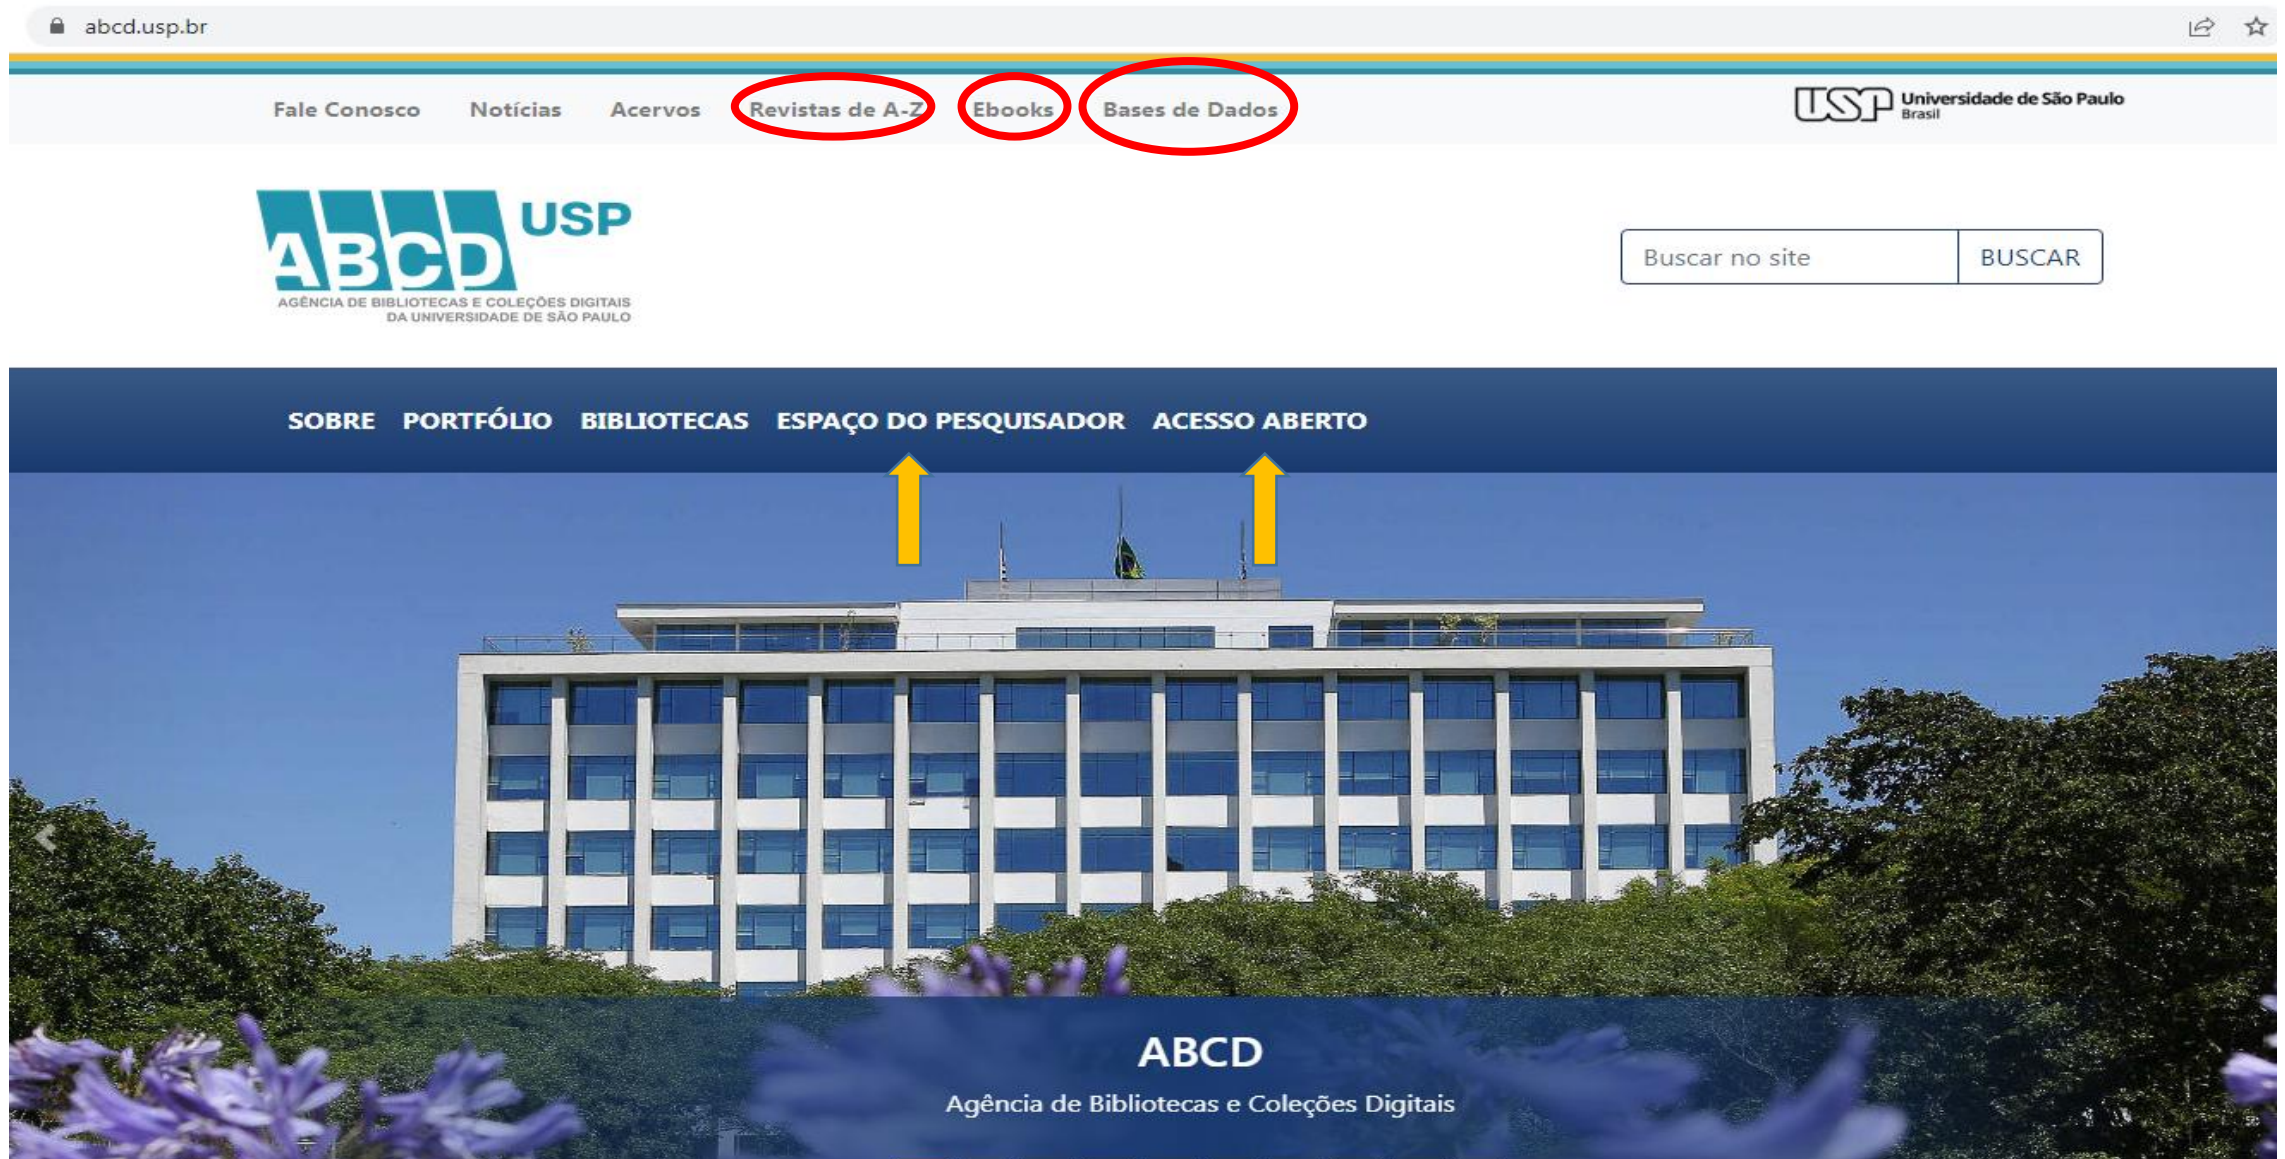 abcd.usp.br
Fale Conosco Notícias Acervos Revistas de A-Z Ebooks Bases de Dados
USP Universidade de São Paulo
Brasil
ABCD USP
AGÊNCIA DE BIBLIOTECAS E COLEÇÕES DIGITAIS
DA UNIVERSIDADE DE SÃO PAULO
Buscar no site BUSCAR
SOBRE PORTFÓLIO BIBLIOTECAS ESPAÇO DO PESQUISADOR ACESSO ABERTO
ABCD
Agência de Bibliotecas e Coleções Digitais